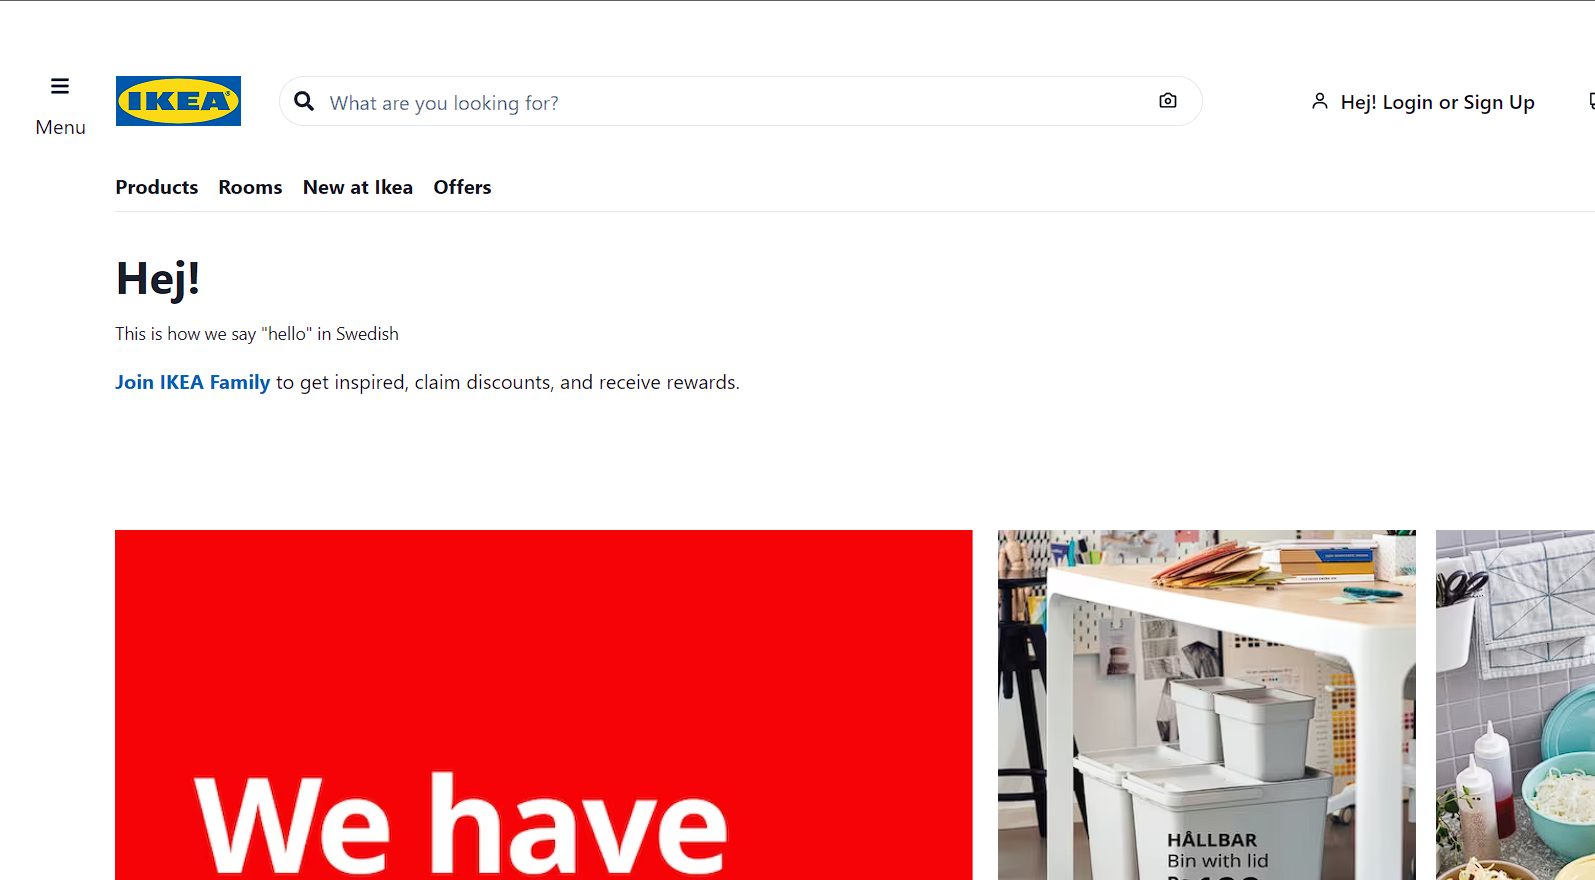 Menu
IKEA
What are you looking for?
Hej! Login or Sign Up
Products Rooms New at Ikea Offers
Hej!
This is how we say "hello" in Swedish
Join IKEA Family to get inspired, claim discounts, and receive rewards.
We have
HÅLLBAR
Bin with lid